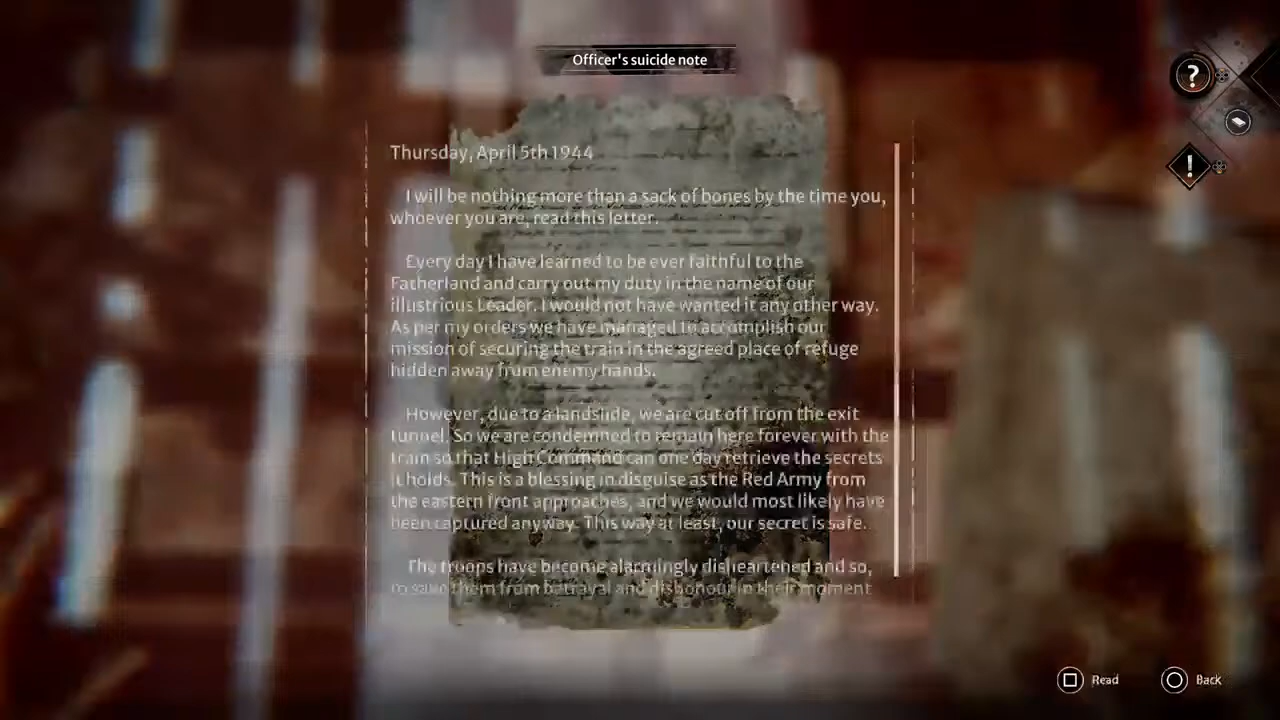 Officer's suicide note
?
!
Thursday, April 5th 1944
I will be nothing more than a sack of bones by the time you,
whoever you are, read this letter.
Every day I have learned to be ever faithful to the
Fatherland and carry out my duty in the name of our
illustrious Leader. I would not have wanted it any other way.
As per my orders we have managed to accomplish our
mission of securing the train in the agreed place of refuge
hidden away from enemy hands.
However, due to a landslide, we are cut off from the exit
tunnel. So we are condemned to remain here forever with the
train so that High Command can one day retrieve the secrets
it holds. This is a blessing in disguise as the Red Army from
the eastern front approaches, and we would most likely have
been captured anyway. This way at least, our secret is safe.
The troops have become alarmingly disheartened and so,
to save them from betrayal and dishonour in their moment
Read
Back